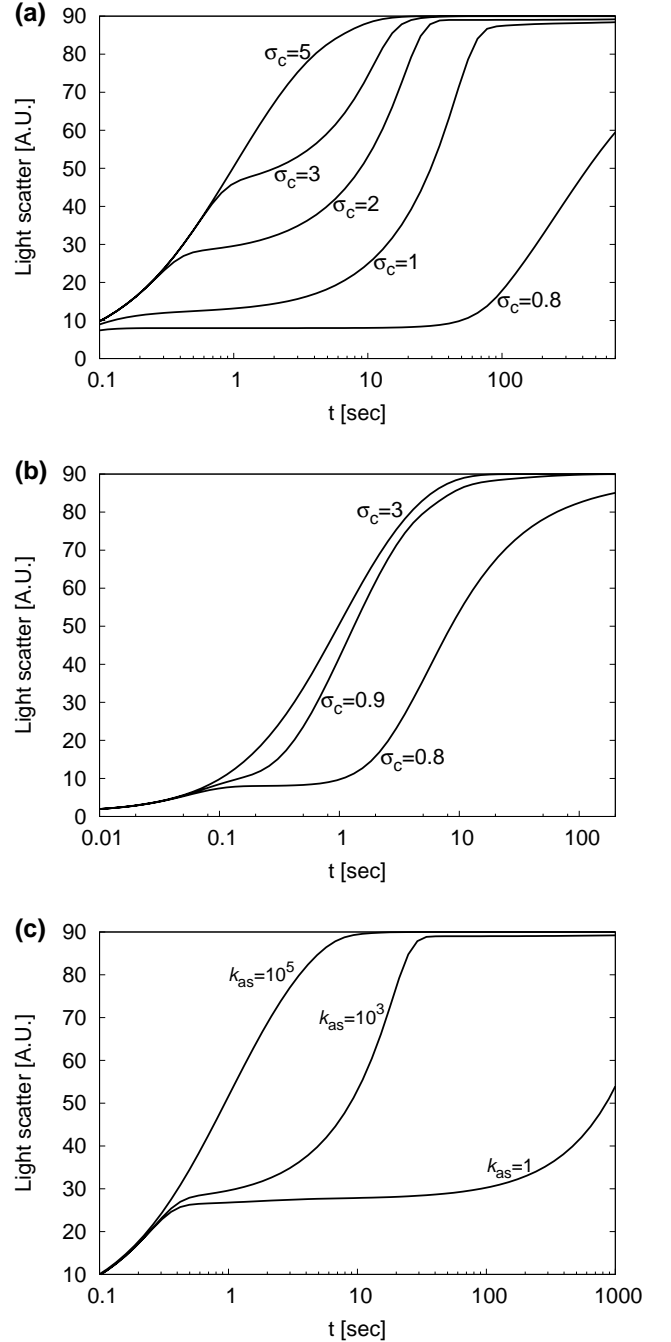 (a)
90
80
70
60
50
40
30
20
10
0
Light scatter [A.U.]
σc=5
σc=3
σc=2
σc=1
σc=0.8
0.1 1 10 100
t [sec]
(b)
90
80
70
60
50
40
30
20
10
0
Light scatter [A.U.]
σc=3
σc=0.9
σc=0.8
0.01 0.1 1 10 100
t [sec]
(c)
90
80
70
60
50
40
30
20
10
Light scatter [A.U.]
kas=10⁵
kas=10³
kas=1
0.1 1 10 100 1000
t [sec]